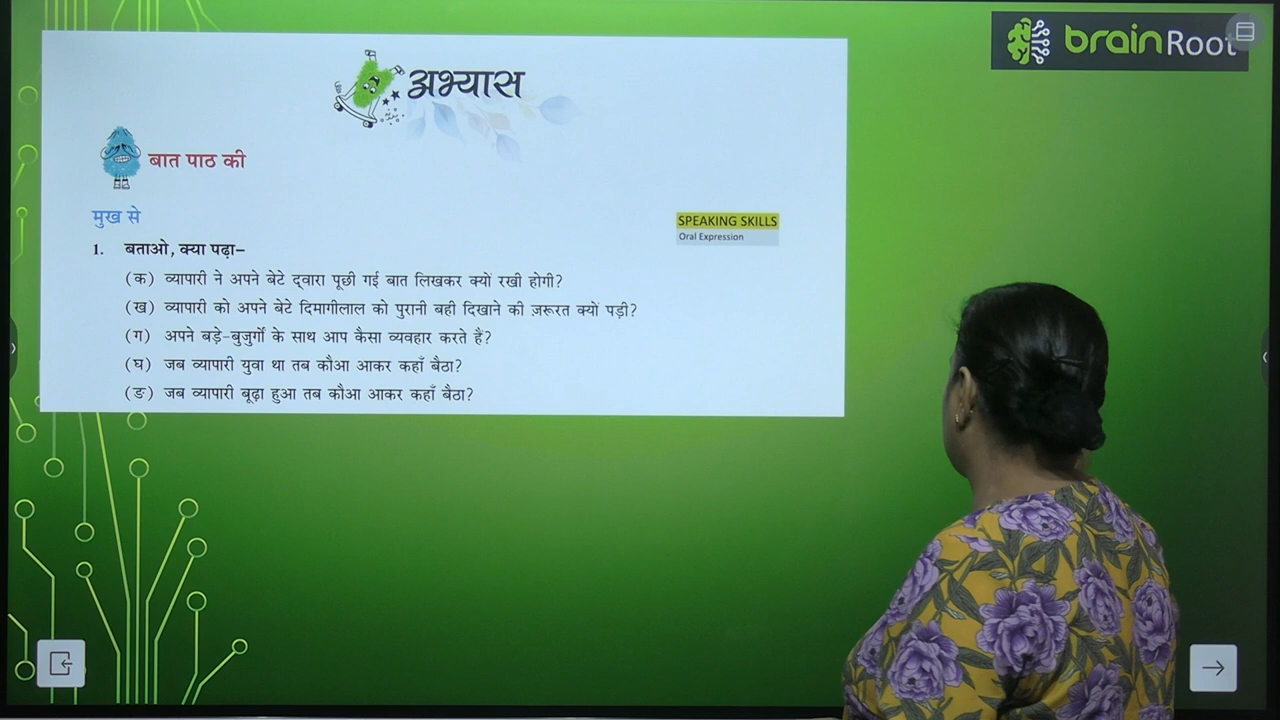 brainRoot
अभ्यास
बात पाठ की
मुख से
SPEAKING SKILLS
Oral Expression
1. बताओ, क्या पढ़ा–
(क) व्यापारी ने अपने बेटे द्वारा पूछी गई बात लिखकर क्यों रखी होगी?
(ख) व्यापारी को अपने बेटे दिमागीलाल को पुरानी बही दिखाने की ज़रूरत क्यों पड़ी?
(ग) अपने बड़े-बुज़ुर्गों के साथ आप कैसा व्यवहार करते हैं?
(घ) जब व्यापारी युवा था तब कौआ आकर कहाँ बैठा?
(ङ) जब व्यापारी बूढ़ा हुआ तब कौआ आकर कहाँ बैठा?